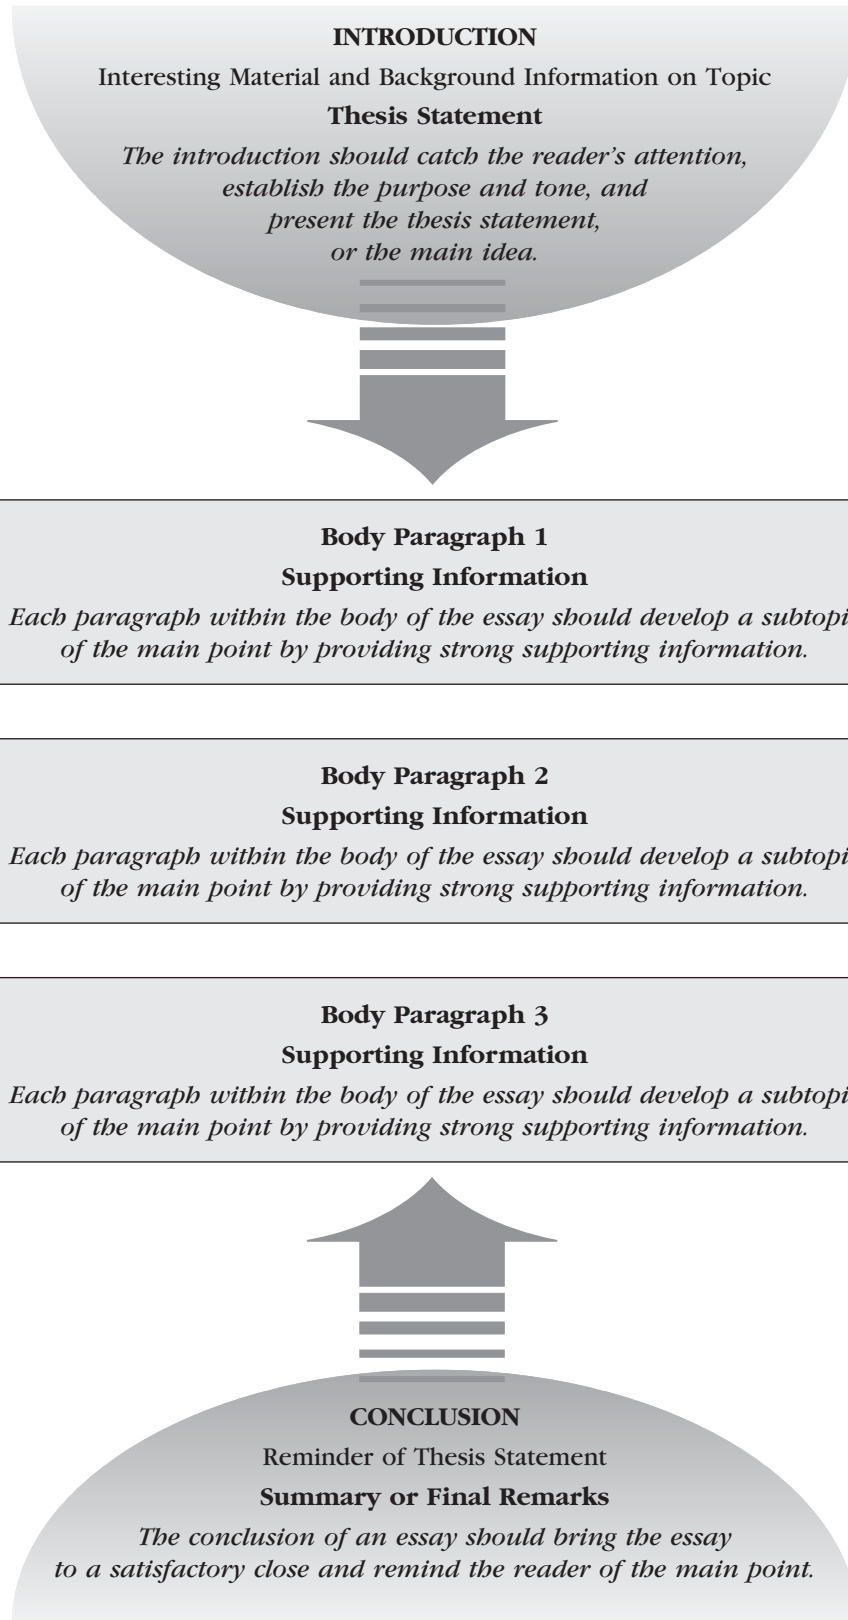 INTRODUCTION
Interesting Material and Background Information on Topic
Thesis Statement
The introduction should catch the reader's attention,
establish the purpose and tone, and
present the thesis statement,
or the main idea.
Body Paragraph 1
Supporting Information
Each paragraph within the body of the essay should develop a subtopi
of the main point by providing strong supporting information.
Body Paragraph 2
Supporting Information
Each paragraph within the body of the essay should develop a subtopi
of the main point by providing strong supporting information.
Body Paragraph 3
Supporting Information
Each paragraph within the body of the essay should develop a subtopi
of the main point by providing strong supporting information.
CONCLUSION
Reminder of Thesis Statement
Summary or Final Remarks
The conclusion of an essay should bring the essay
to a satisfactory close and remind the reader of the main point.